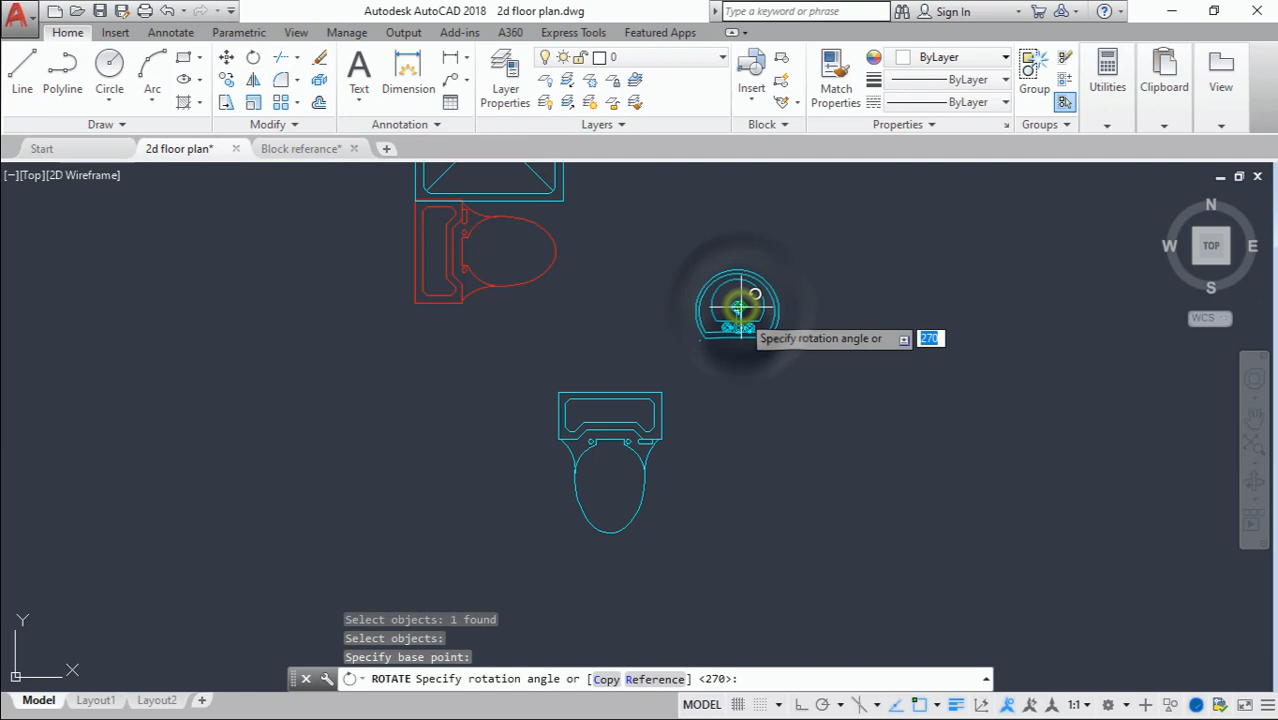 Autodesk AutoCAD 2018 2d floor plan.dwg
Type a keyword or phrase
Sign In
Home Insert Annotate Parametric View Manage Output Add-ins A360 Express Tools Featured Apps
Line Polyline Circle Arc
Text Dimension
Layer Properties
0
Insert
Match Properties
ByLayer
ByLayer
ByLayer
Group
Utilities Clipboard View
Draw Modify Annotation Layers Block Properties Groups
Start 2d floor plan* Block referance*
[−][Top][2D Wireframe]
N
W TOP E
S
WCS
Specify rotation angle or 270
Select objects: 1 found
Select objects:
Specify base point:
ROTATE Specify rotation angle or [Copy Reference] <270>:
Y
X
Model Layout1 Layout2
MODEL 1:1